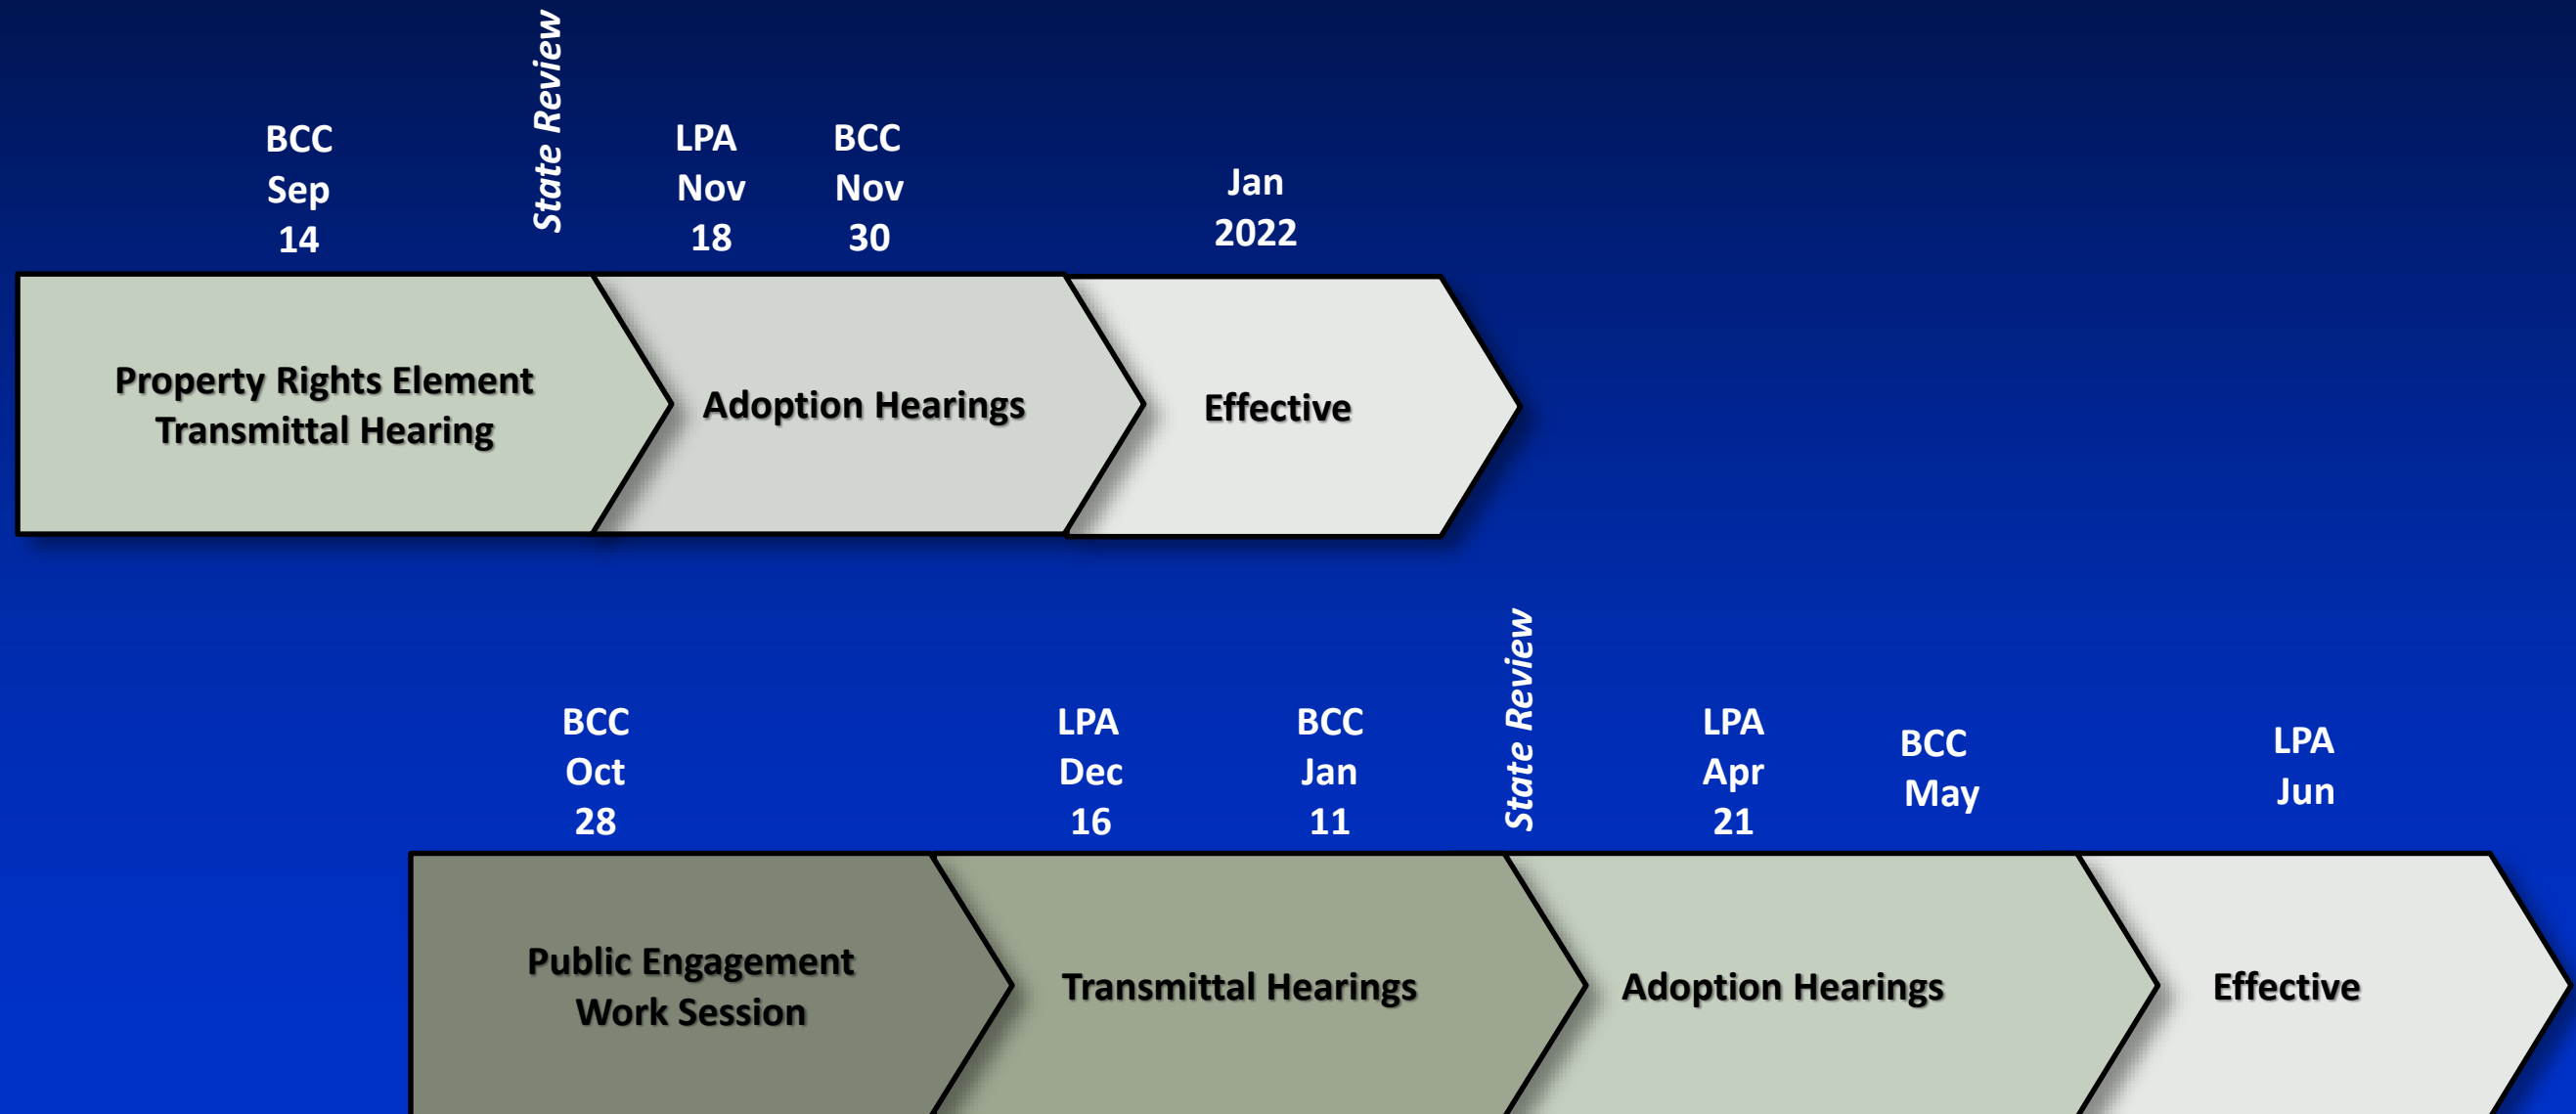 BCC
Sep
14
State Review
LPA
Nov
18
BCC
Nov
30
Jan
2022
Property Rights Element
Transmittal Hearing
Adoption Hearings
Effective
BCC
Oct
28
LPA
Dec
16
BCC
Jan
11
State Review
LPA
Apr
21
BCC
May
LPA
Jun
Public Engagement
Work Session
Transmittal Hearings
Adoption Hearings
Effective